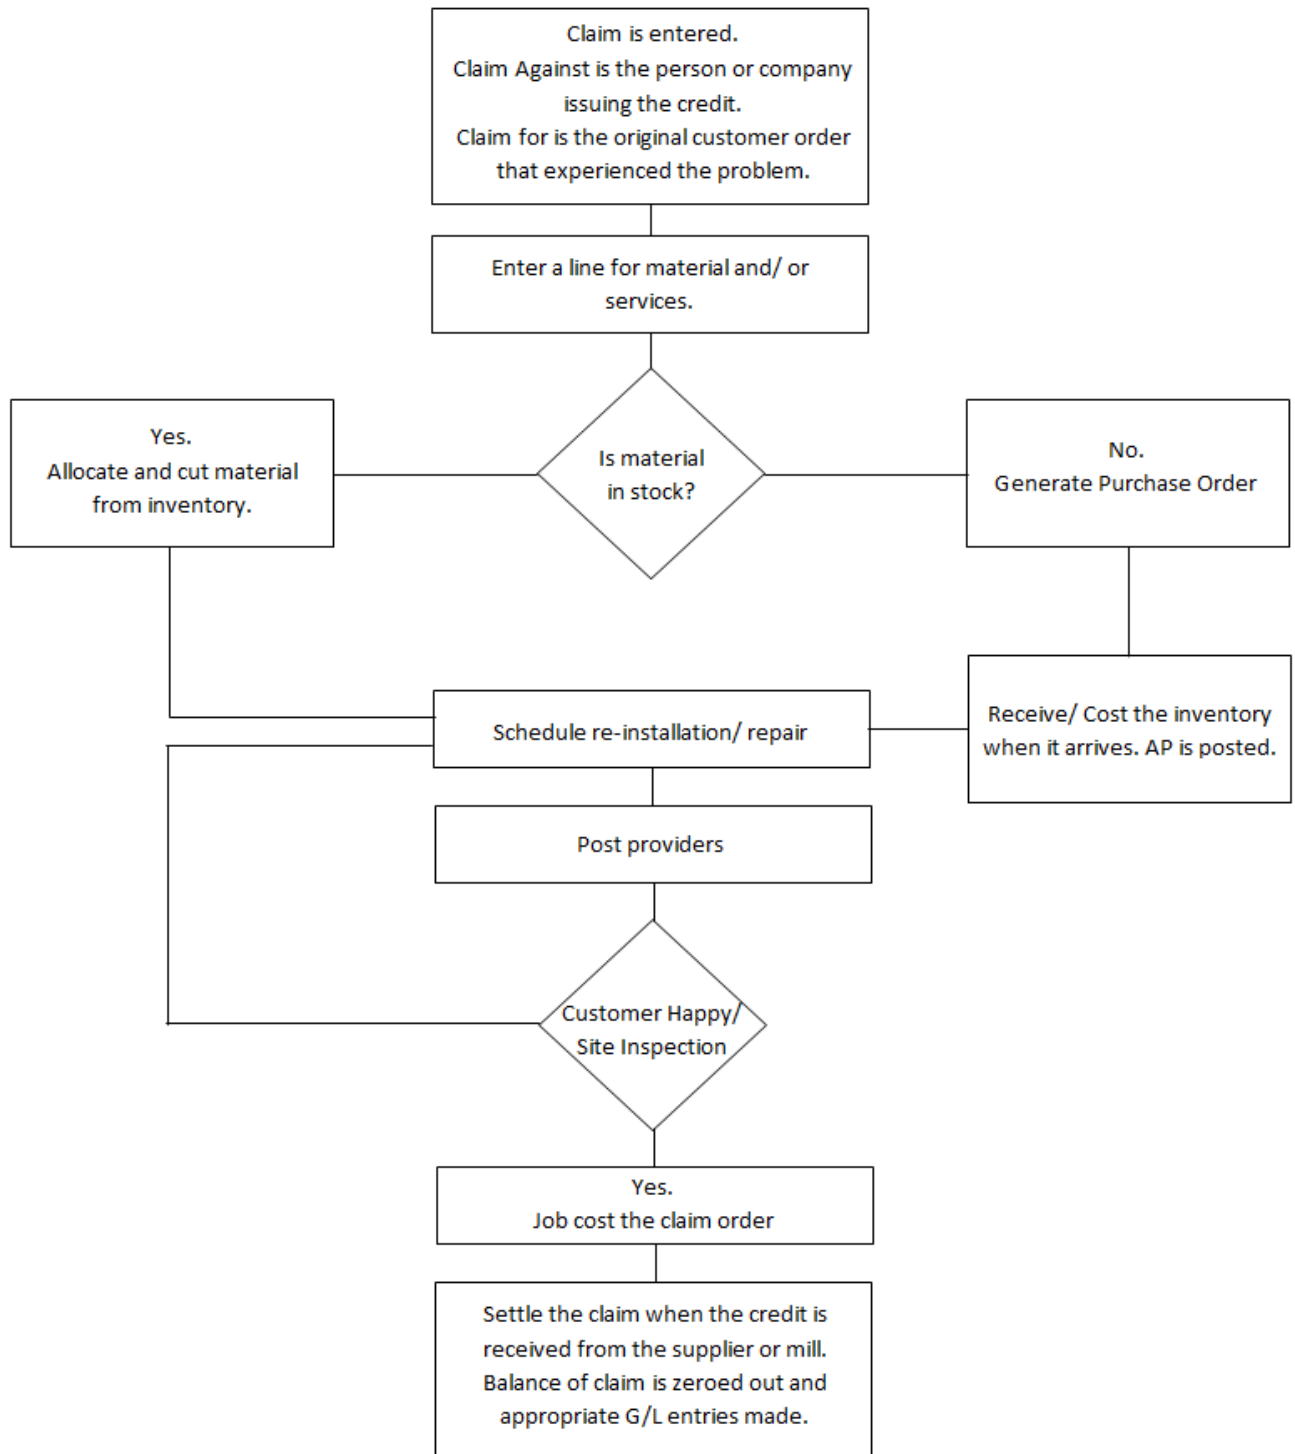 Claim is entered.
Claim Against is the person or company
issuing the credit.
Claim for is the original customer order
that experienced the problem.
Enter a line for material and/ or
services.
Yes.
Allocate and cut material
from inventory.
Is material
in stock?
No.
Generate Purchase Order
Receive/ Cost the inventory
when it arrives. AP is posted.
Schedule re-installation/ repair
Post providers
Customer Happy/
Site Inspection
Yes.
Job cost the claim order
Settle the claim when the credit is
received from the supplier or mill.
Balance of claim is zeroed out and
appropriate G/L entries made.